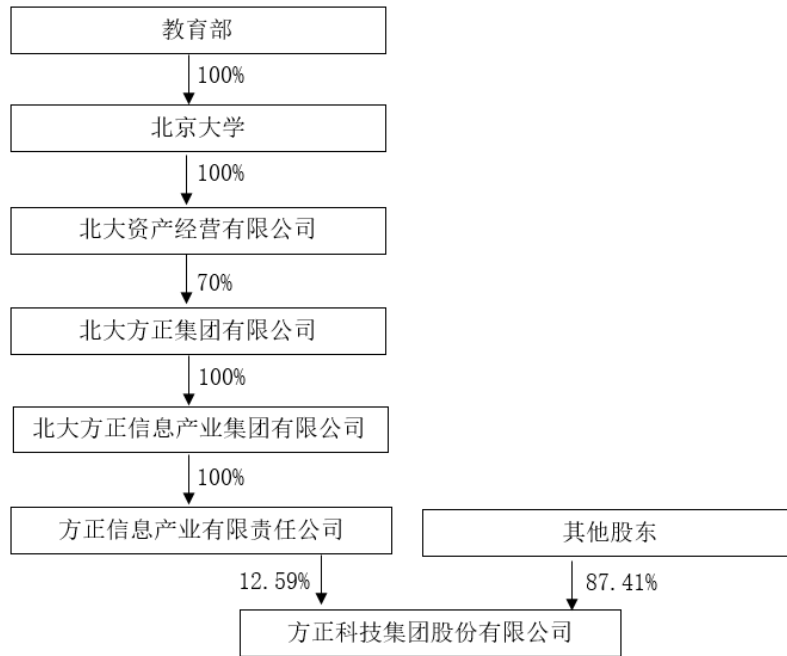 教育部
100%
北京大学
100%
北大资产经营有限公司
70%
北大方正集团有限公司
100%
北大方正信息产业集团有限公司
100%
方正信息产业有限责任公司
其他股东
12.59%
87.41%
方正科技集团股份有限公司